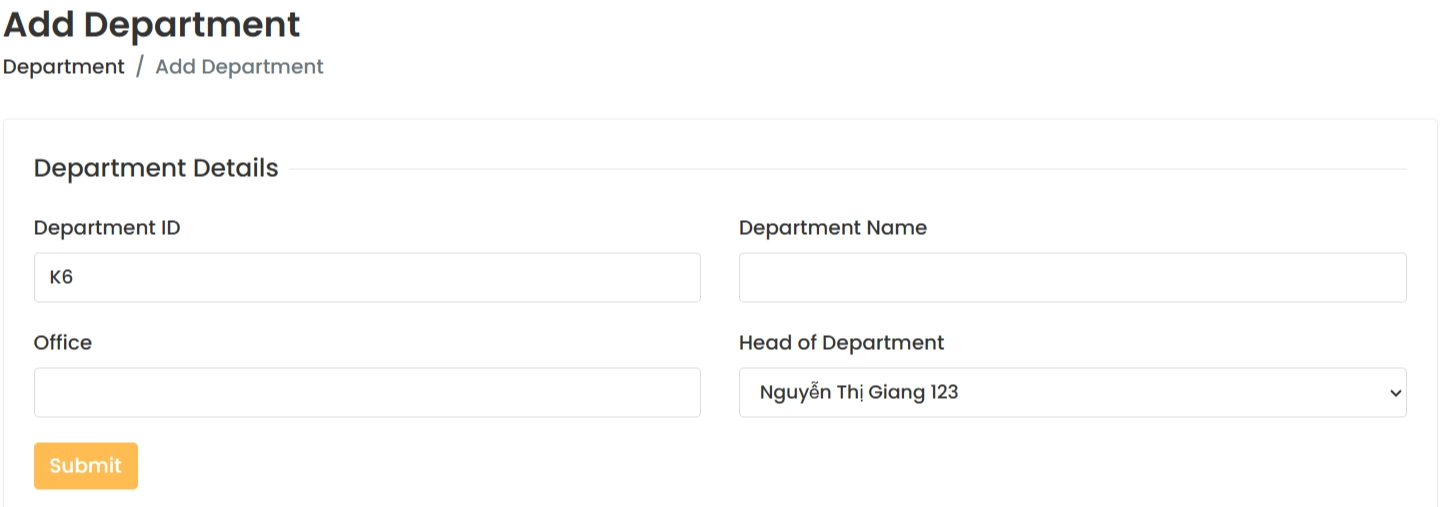 Add Department
Department / Add Department
Department Details
Department ID
Department Name
K6
Office
Head of Department
Nguyễn Thị Giang 123
Submit